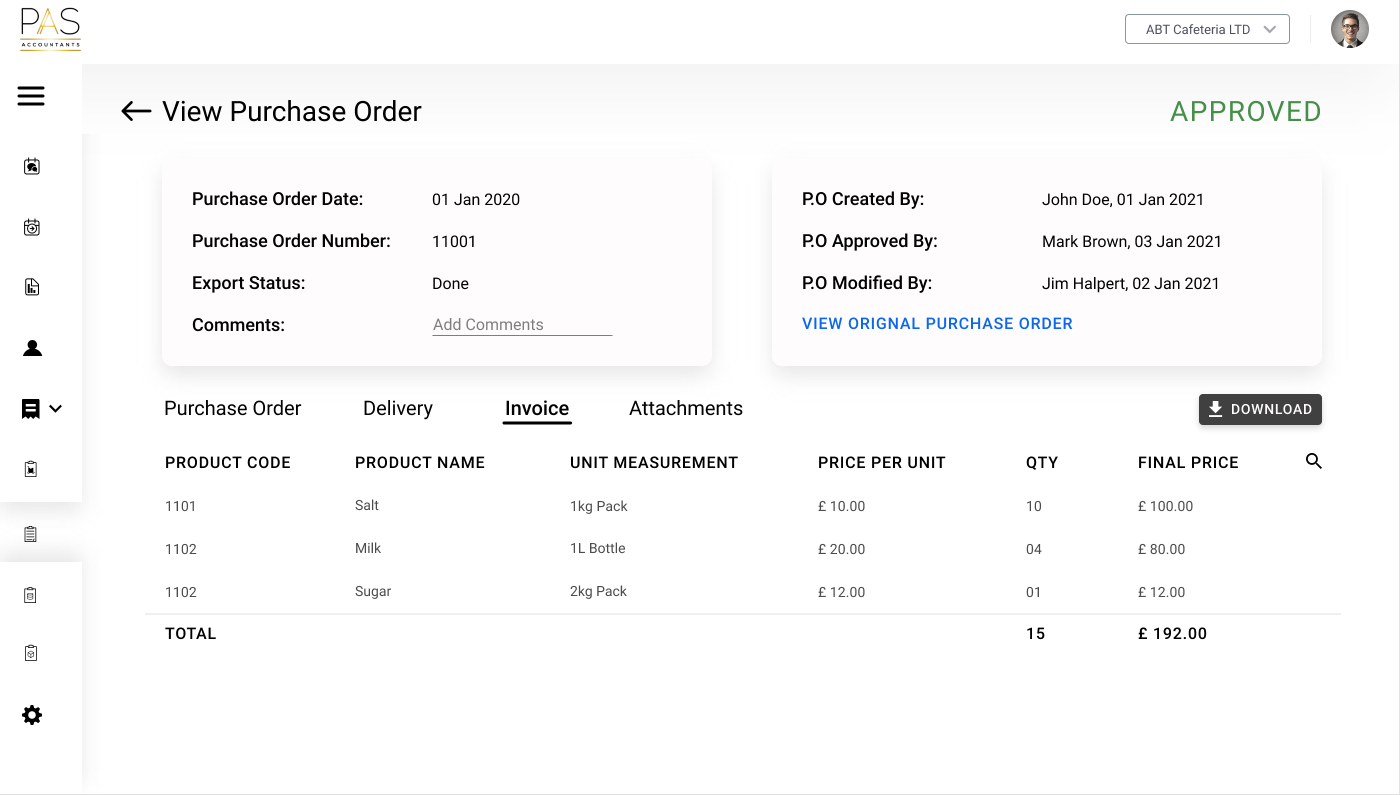 PAS
ACCOUNTANTS
ABT Cafeteria LTD
View Purchase Order
APPROVED
Purchase Order Date: 01 Jan 2020
Purchase Order Number: 11001
Export Status: Done
Comments: Add Comments
P.O Created By: John Doe, 01 Jan 2021
P.O Approved By: Mark Brown, 03 Jan 2021
P.O Modified By: Jim Halpert, 02 Jan 2021
VIEW ORIGNAL PURCHASE ORDER
Purchase Order Delivery Invoice Attachments DOWNLOAD
PRODUCT CODE PRODUCT NAME UNIT MEASUREMENT PRICE PER UNIT QTY FINAL PRICE
1101 Salt 1kg Pack £ 10.00 10 £ 100.00
1102 Milk 1L Bottle £ 20.00 04 £ 80.00
1102 Sugar 2kg Pack £ 12.00 01 £ 12.00
TOTAL 15 £ 192.00